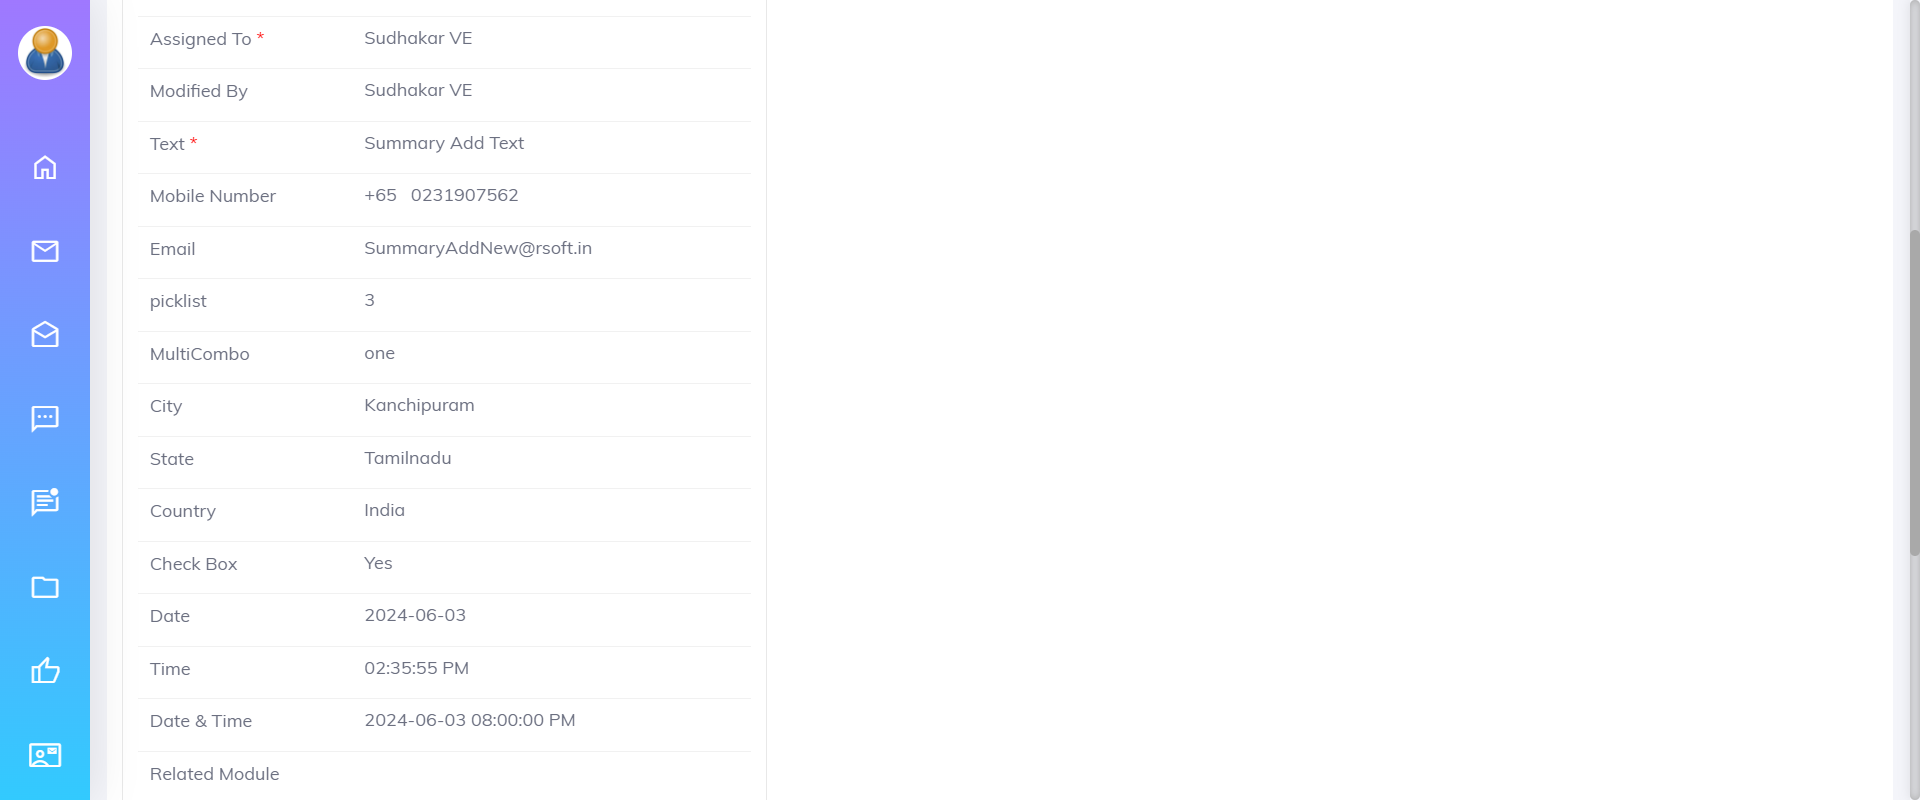 Assigned To * Sudhakar VE
Modified By Sudhakar VE
Text * Summary Add Text
Mobile Number +65 0231907562
Email SummaryAddNew@rsoft.in
picklist 3
MultiCombo one
City Kanchipuram
State Tamilnadu
Country India
Check Box Yes
Date 2024-06-03
Time 02:35:55 PM
Date & Time 2024-06-03 08:00:00 PM
Related Module